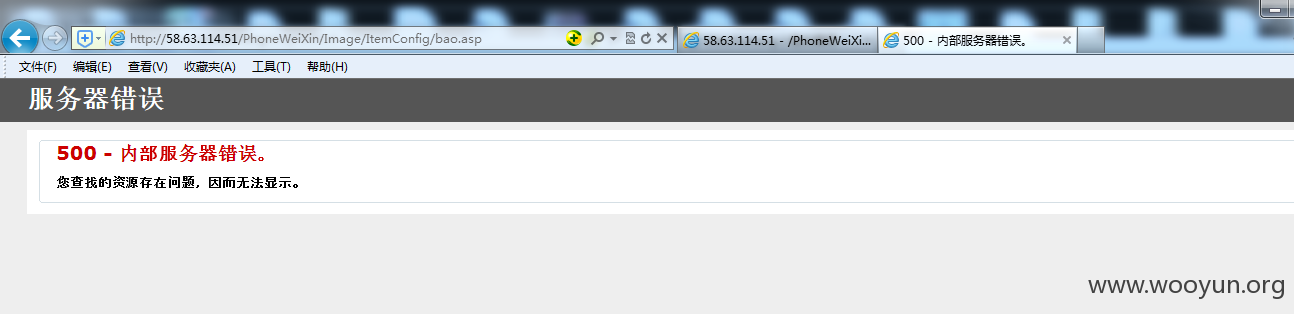 http://58.63.114.51/PhoneWeiXin/Image/ItemConfig/bao.asp
58.63.114.51 - /PhoneWeiXi...
500 - 内部服务器错误。
文件(F) 编辑(E) 查看(V) 收藏夹(A) 工具(T) 帮助(H)
服务器错误
500 - 内部服务器错误。
您查找的资源存在问题，因而无法显示。
www.wooyun.org